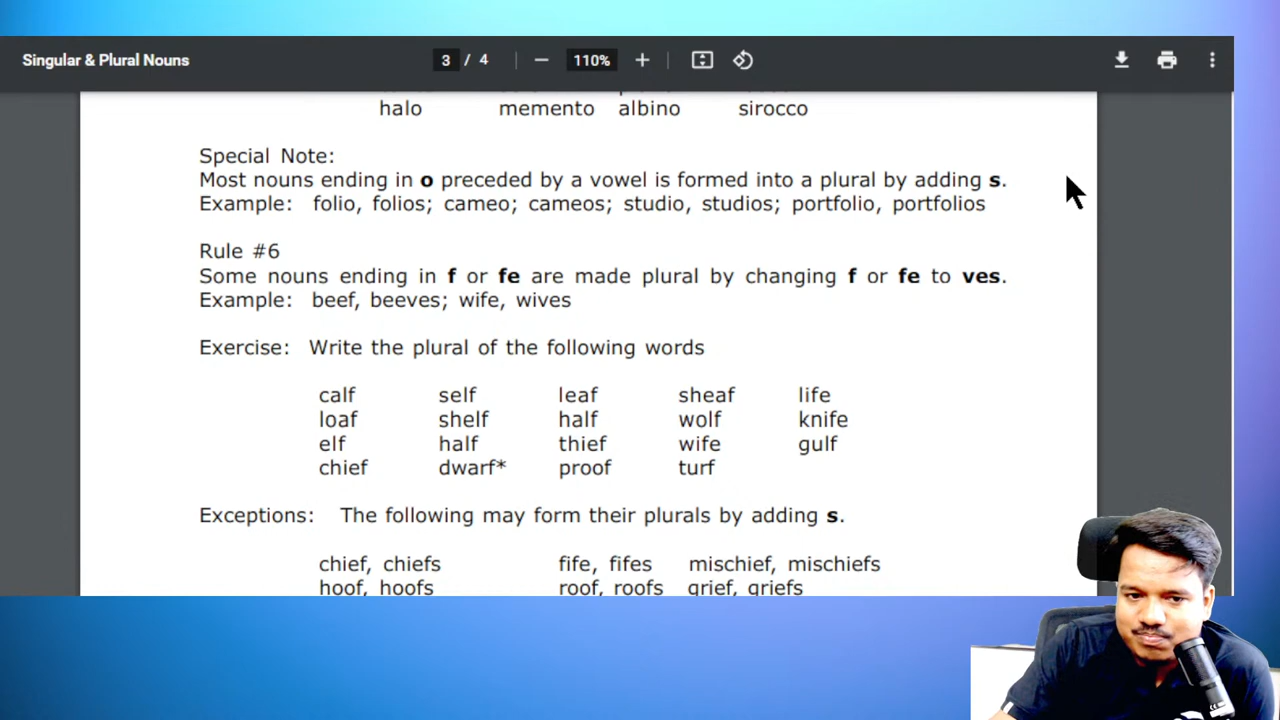 Singular & Plural Nouns
3 / 4
110%
halo memento albino sirocco
Special Note:
Most nouns ending in o preceded by a vowel is formed into a plural by adding s.
Example: folio, folios; cameo; cameos; studio, studios; portfolio, portfolios
Rule #6
Some nouns ending in f or fe are made plural by changing f or fe to ves.
Example: beef, beeves; wife, wives
Exercise: Write the plural of the following words
calf self leaf sheaf life
loaf shelf half wolf knife
elf half thief wife gulf
chief dwarf* proof turf
Exceptions: The following may form their plurals by adding s.
chief, chiefs fife, fifes mischief, mischiefs
hoof, hoofs roof, roofs grief, griefs